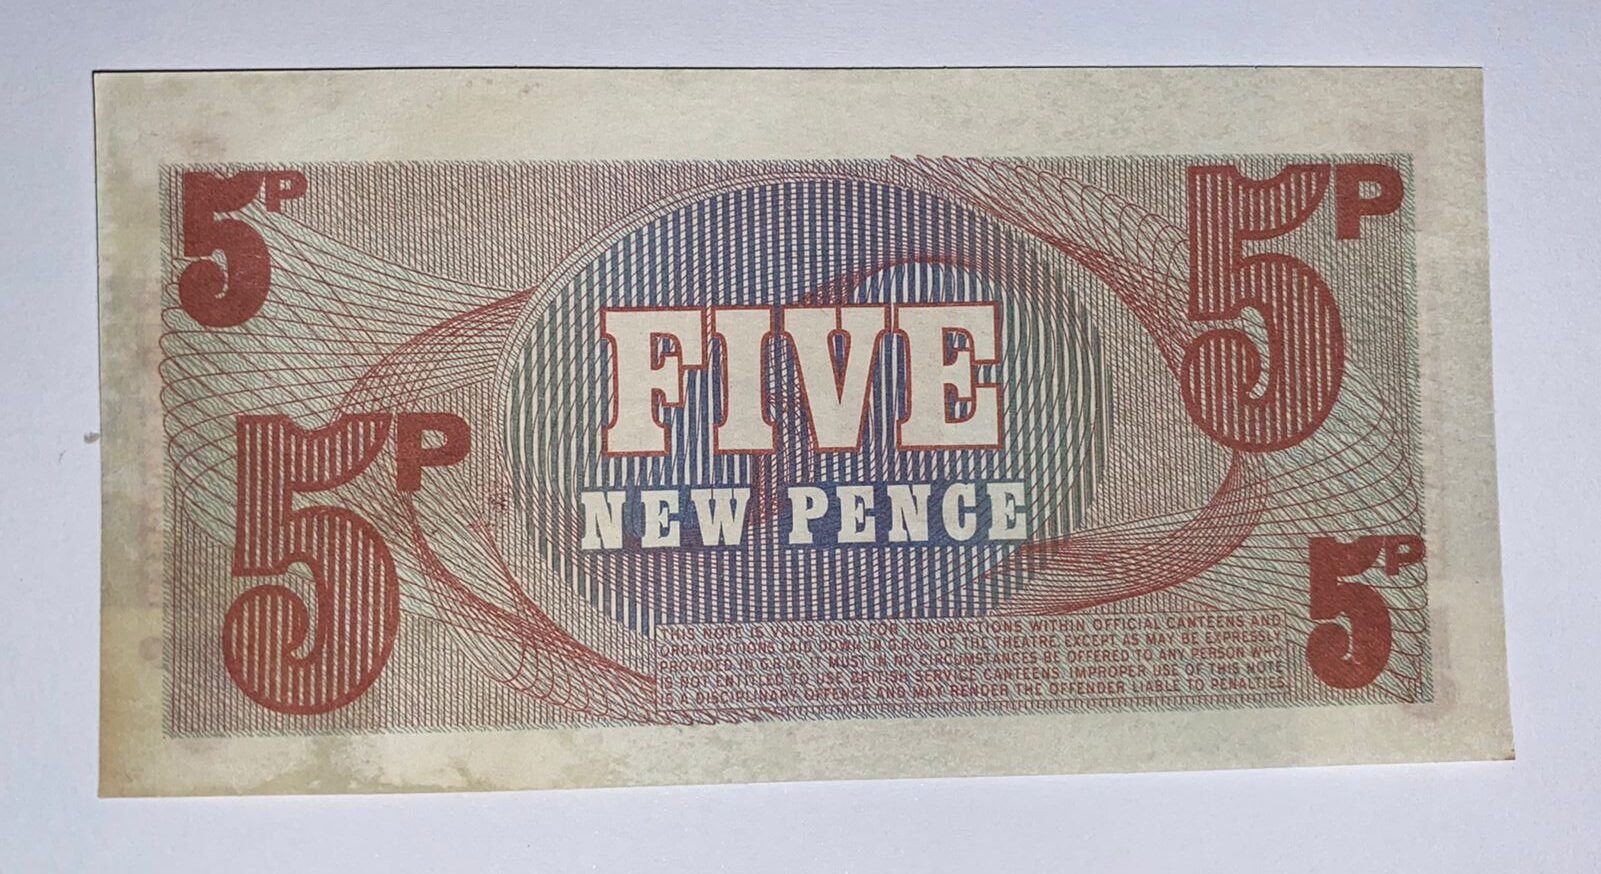 5P
5P
FIVE
NEW PENCE
5P
5P
THIS NOTE IS VALID ONLY FOR TRANSACTIONS WITHIN OFFICIAL CANTEENS AND
ORGANISATIONS LAID DOWN IN G.R.Os. OF THE THEATRE. EXCEPT AS MAY BE EXPRESSLY
PROVIDED IN G.R.Os. IT MUST IN NO CIRCUMSTANCES BE OFFERED TO ANY PERSON WHO
IS NOT ENTITLED TO USE BRITISH SERVICE CANTEENS. IMPROPER USE OF THIS NOTE
IS A DISCIPLINARY OFFENCE AND MAY RENDER THE OFFENDER LIABLE TO PENALTIES.